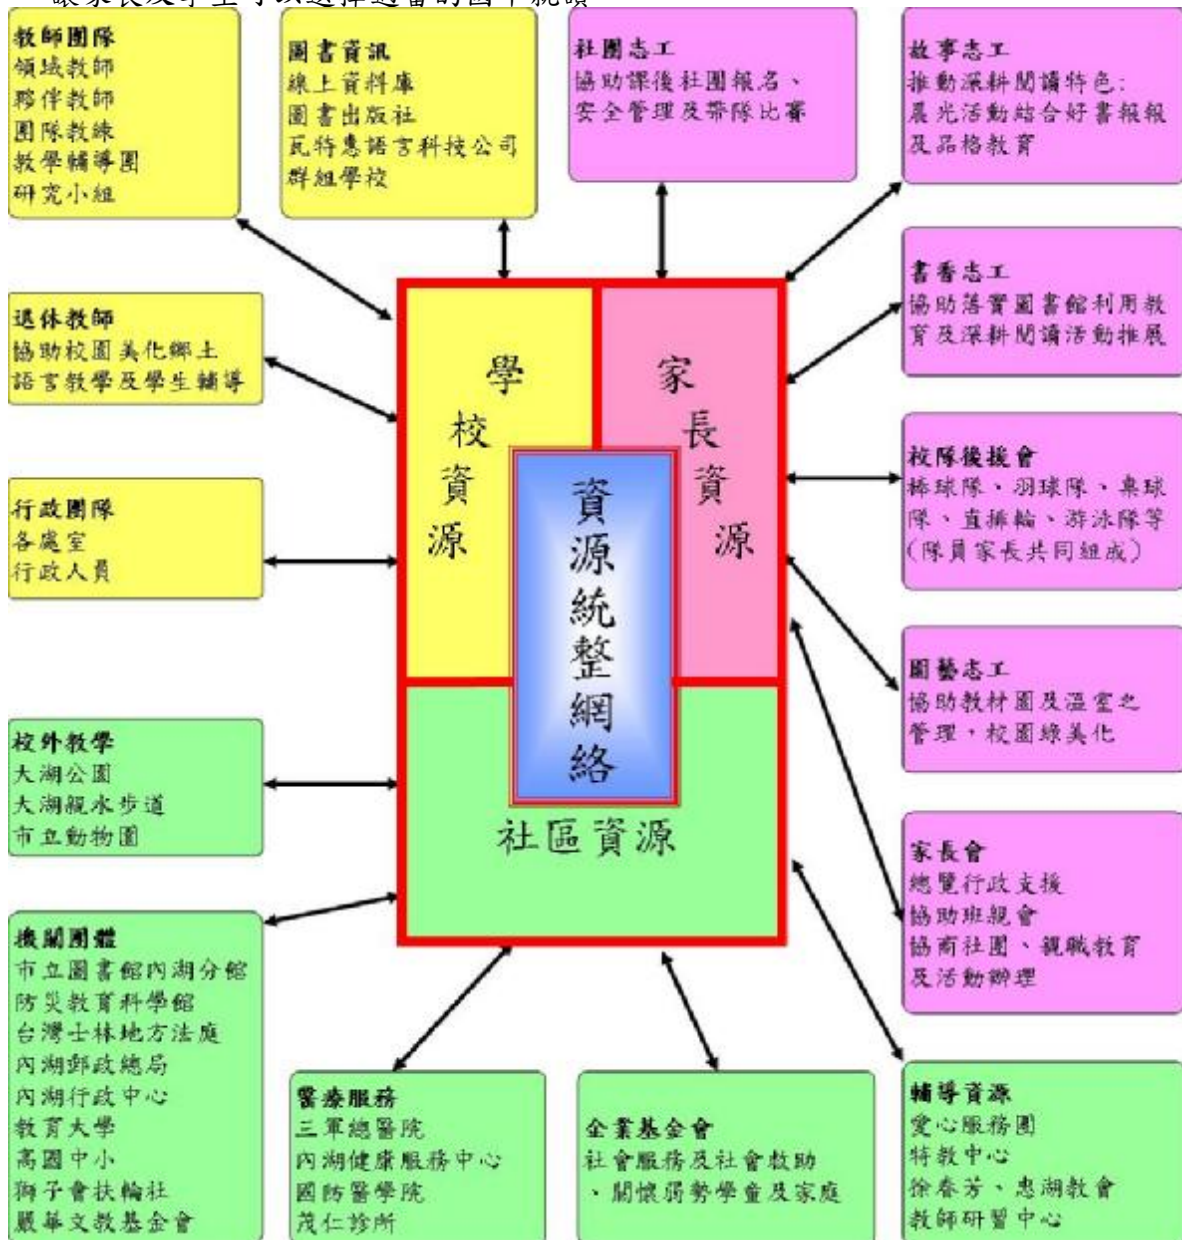 讓家長及學生可以選擇適當的國中就讀
教師團隊
領域教師
夥伴教師
團隊教練
教學輔導團
研究小組
圖書資訊
線上資料庫
圖書出版社
瓦特惠語言科技公司
群組學校
社團志工
協助課後社團報名、
安全管理及帶隊比賽
故事志工
推動深耕閱讀特色:
晨光活動結合好書報報
及品格教育
退休教師
協助校園美化鄉土
語言教學及學生輔導
書香志工
協助落實圖書館利用教
育及深耕閱讀活動推展
行政團隊
各處室
行政人員
校隊後援會
棒球隊、羽球隊、桌球
隊、直排輪、游泳隊等
(隊員家長共同組成)
學校資源
家長資源
資源統整網絡
社區資源
園藝志工
協助教材園及溫室之
管理,校園綠美化
校外教學
大湖公園
大湖親水步道
市立動物園
家長會
總覽行政支援
協助班親會
協商社團、親職教育
及活動辦理
機關團體
市立圖書館內湖分館
防災教育科學館
台灣士林地方法庭
內湖郵政總局
內湖行政中心
教育大學
高國中小
獅子會扶輪社
嚴華文教基金會
醫療服務
三軍總醫院
內湖健康服務中心
國防醫學院
茂仁診所
企業基金會
社會服務及社會救助
、關懷弱勢學童及家庭
輔導資源
愛心服務團
特教中心
徐春芳、惠湖教會
教師研習中心